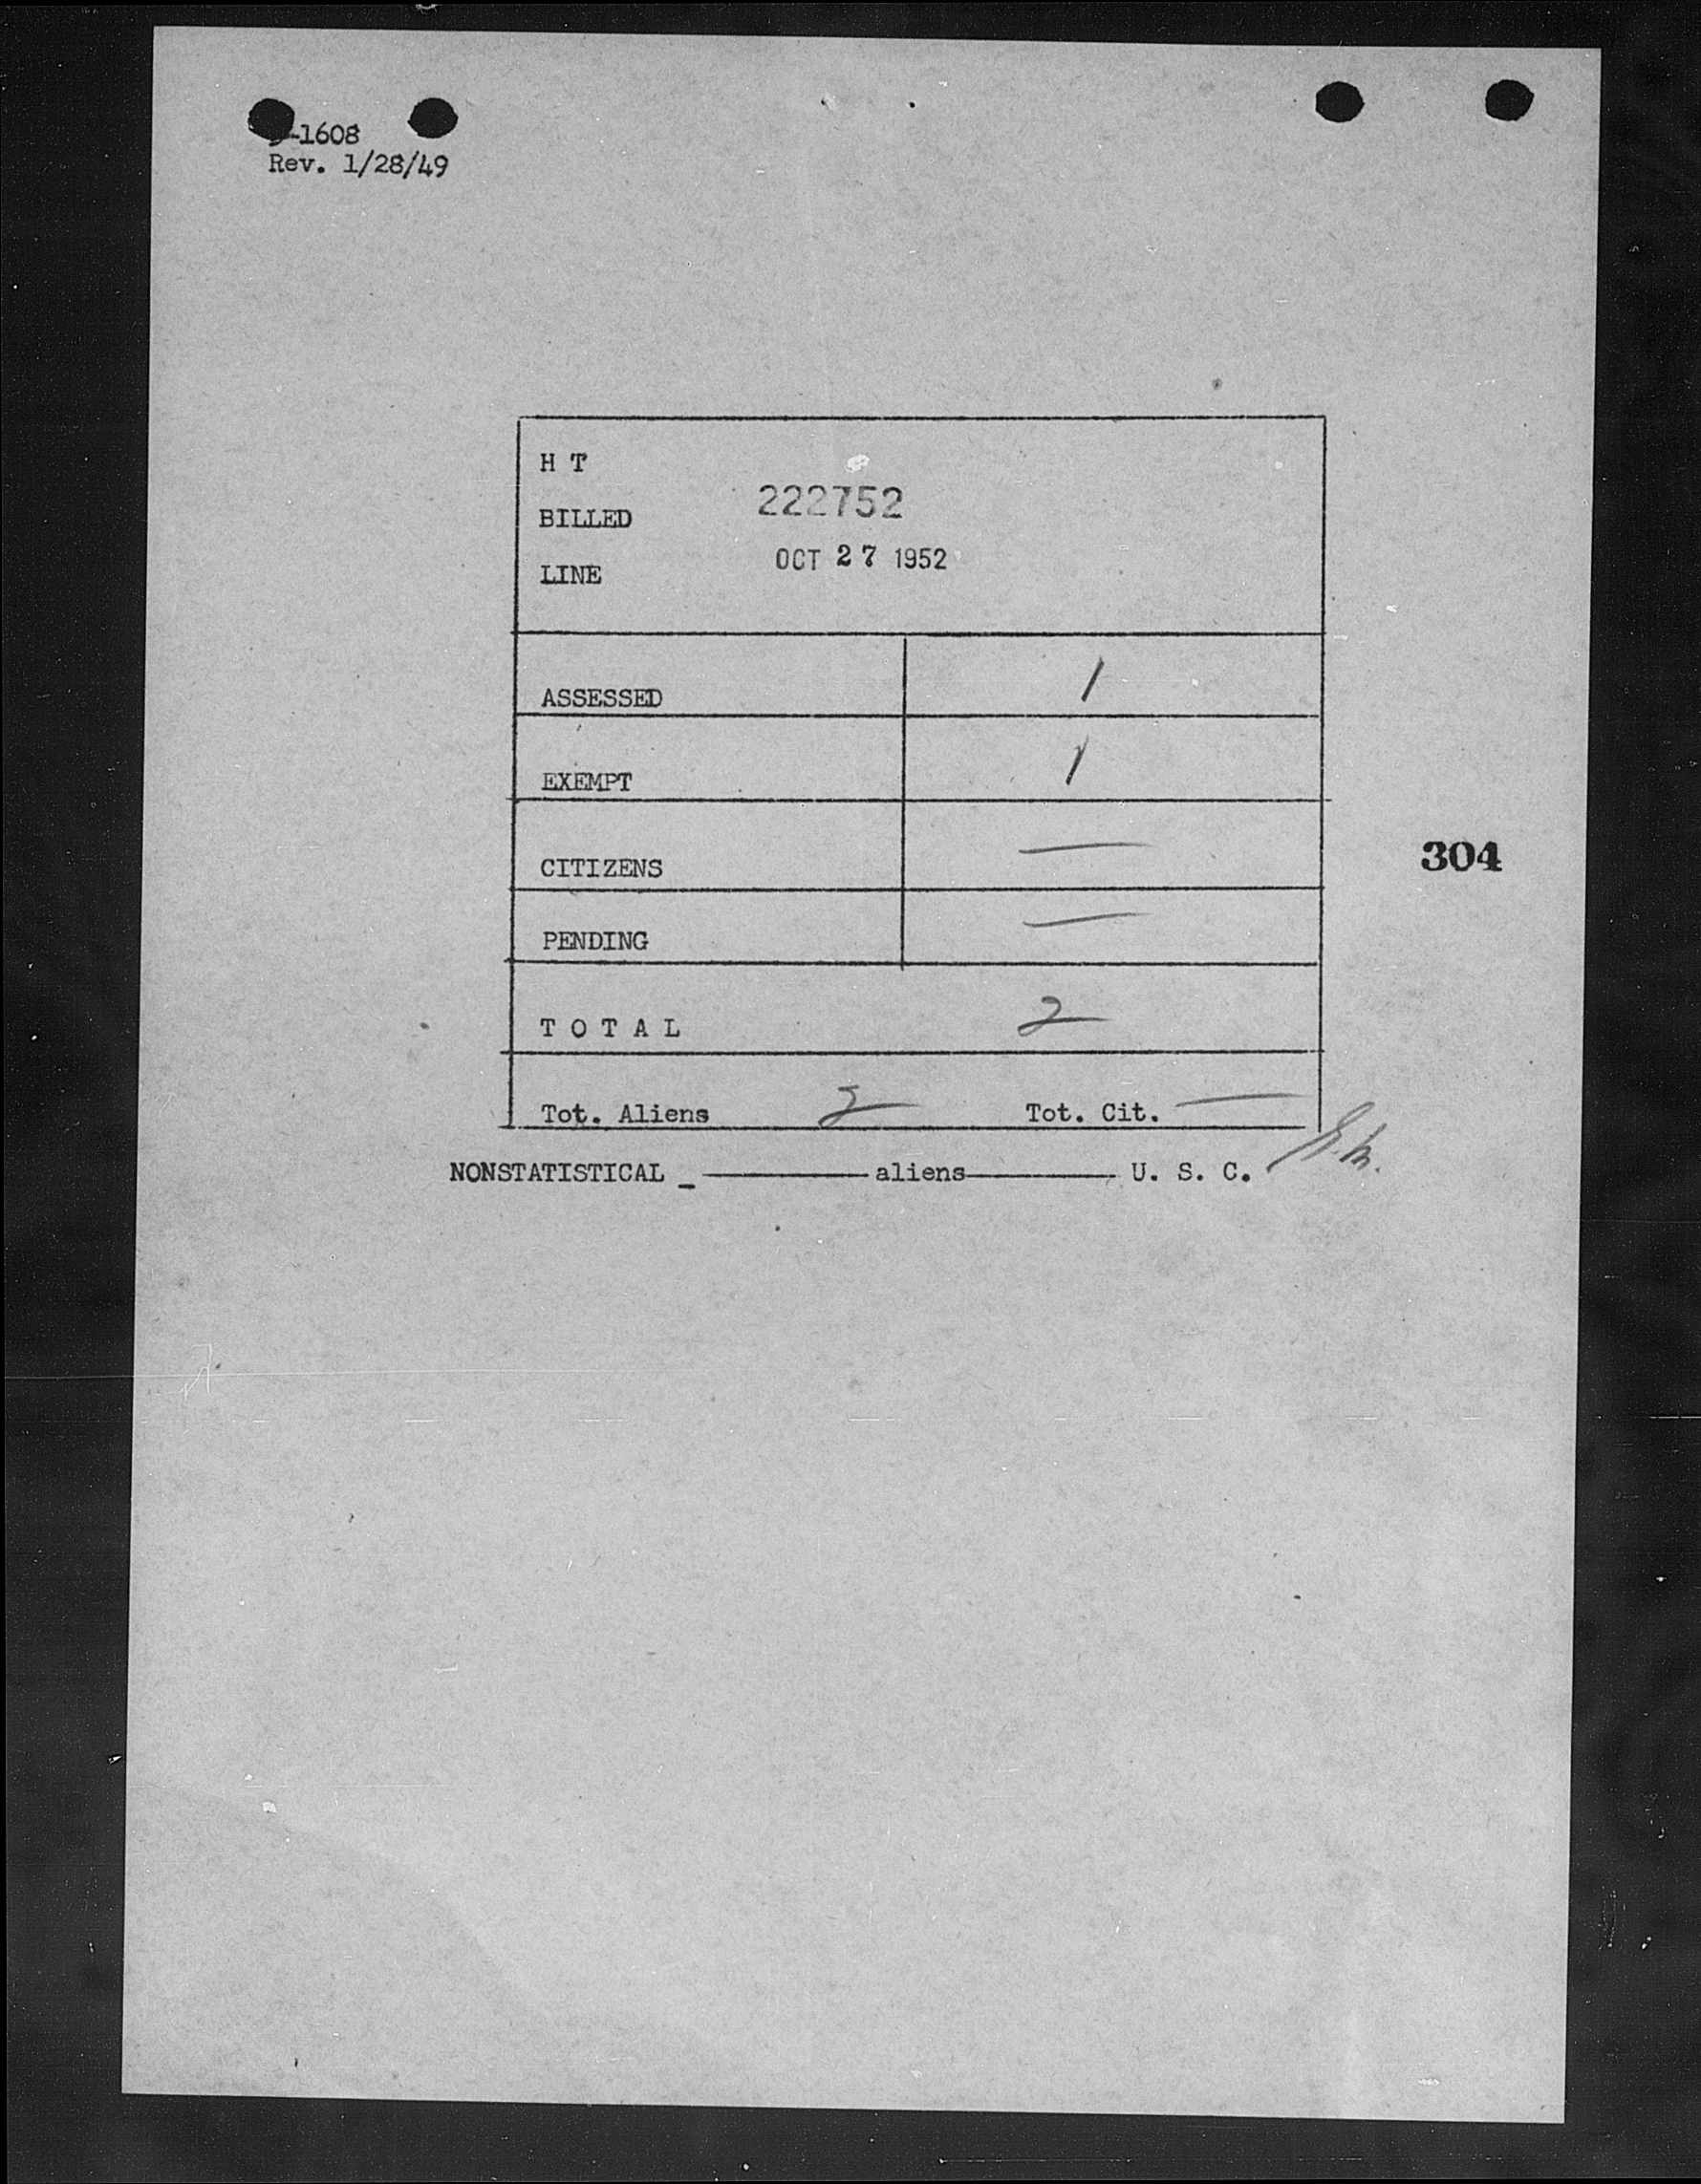 -1608
Rev. 1/28/49
H T
BILLED 222752
LINE OCT 27 1952
ASSESSED 1
EXEMPT 1
CITIZENS —
304
PENDING —
T O T A L 2
Tot. Aliens 2 Tot. Cit. —
NONSTATISTICAL _ ———— aliens ———— U. S. C.